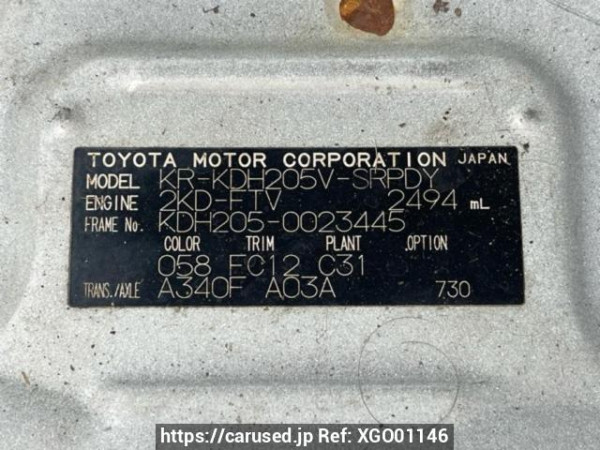 TOYOTA MOTOR CORPORATION JAPAN
MODEL KR-KDH205V-SRPDY
ENGINE 2KD-FTV 2494 mL
FRAME No. KDH205-0023445
COLOR TRIM PLANT OPTION
058 FC12 C31
TRANS./AXLE A340F A03A 730
https://carused.jp Ref: XGO01146